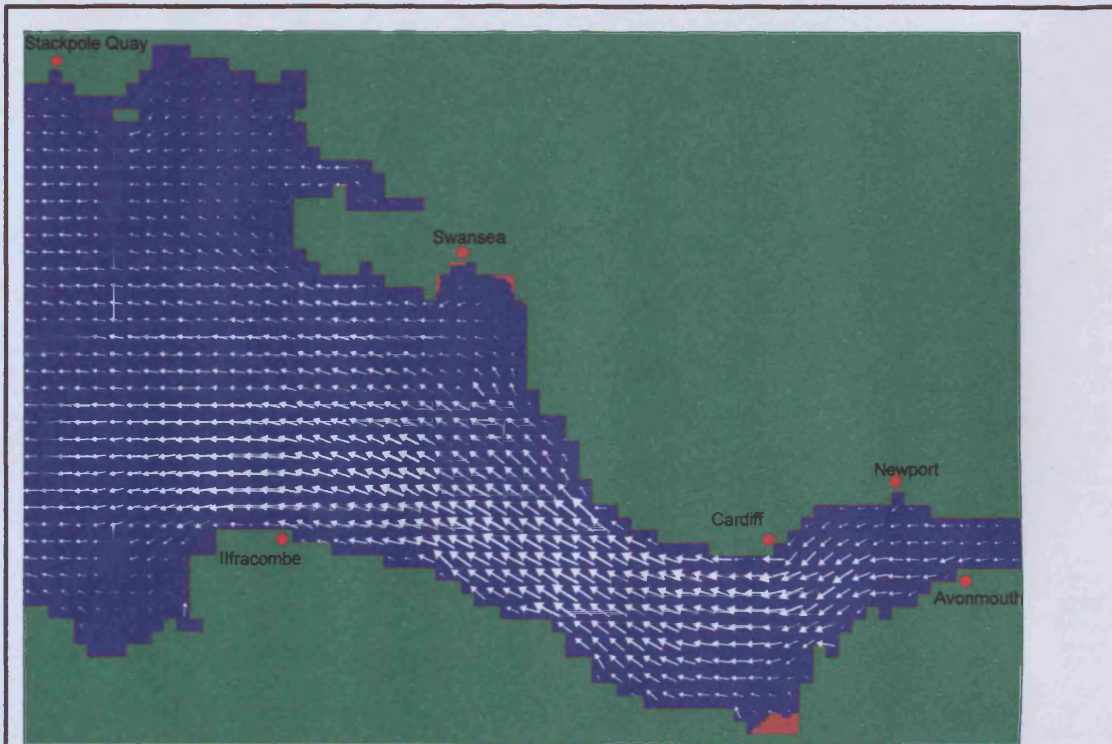 Stackpole Quay
Swansea
Newport
Cardiff
Ilfracombe
Avonmouth